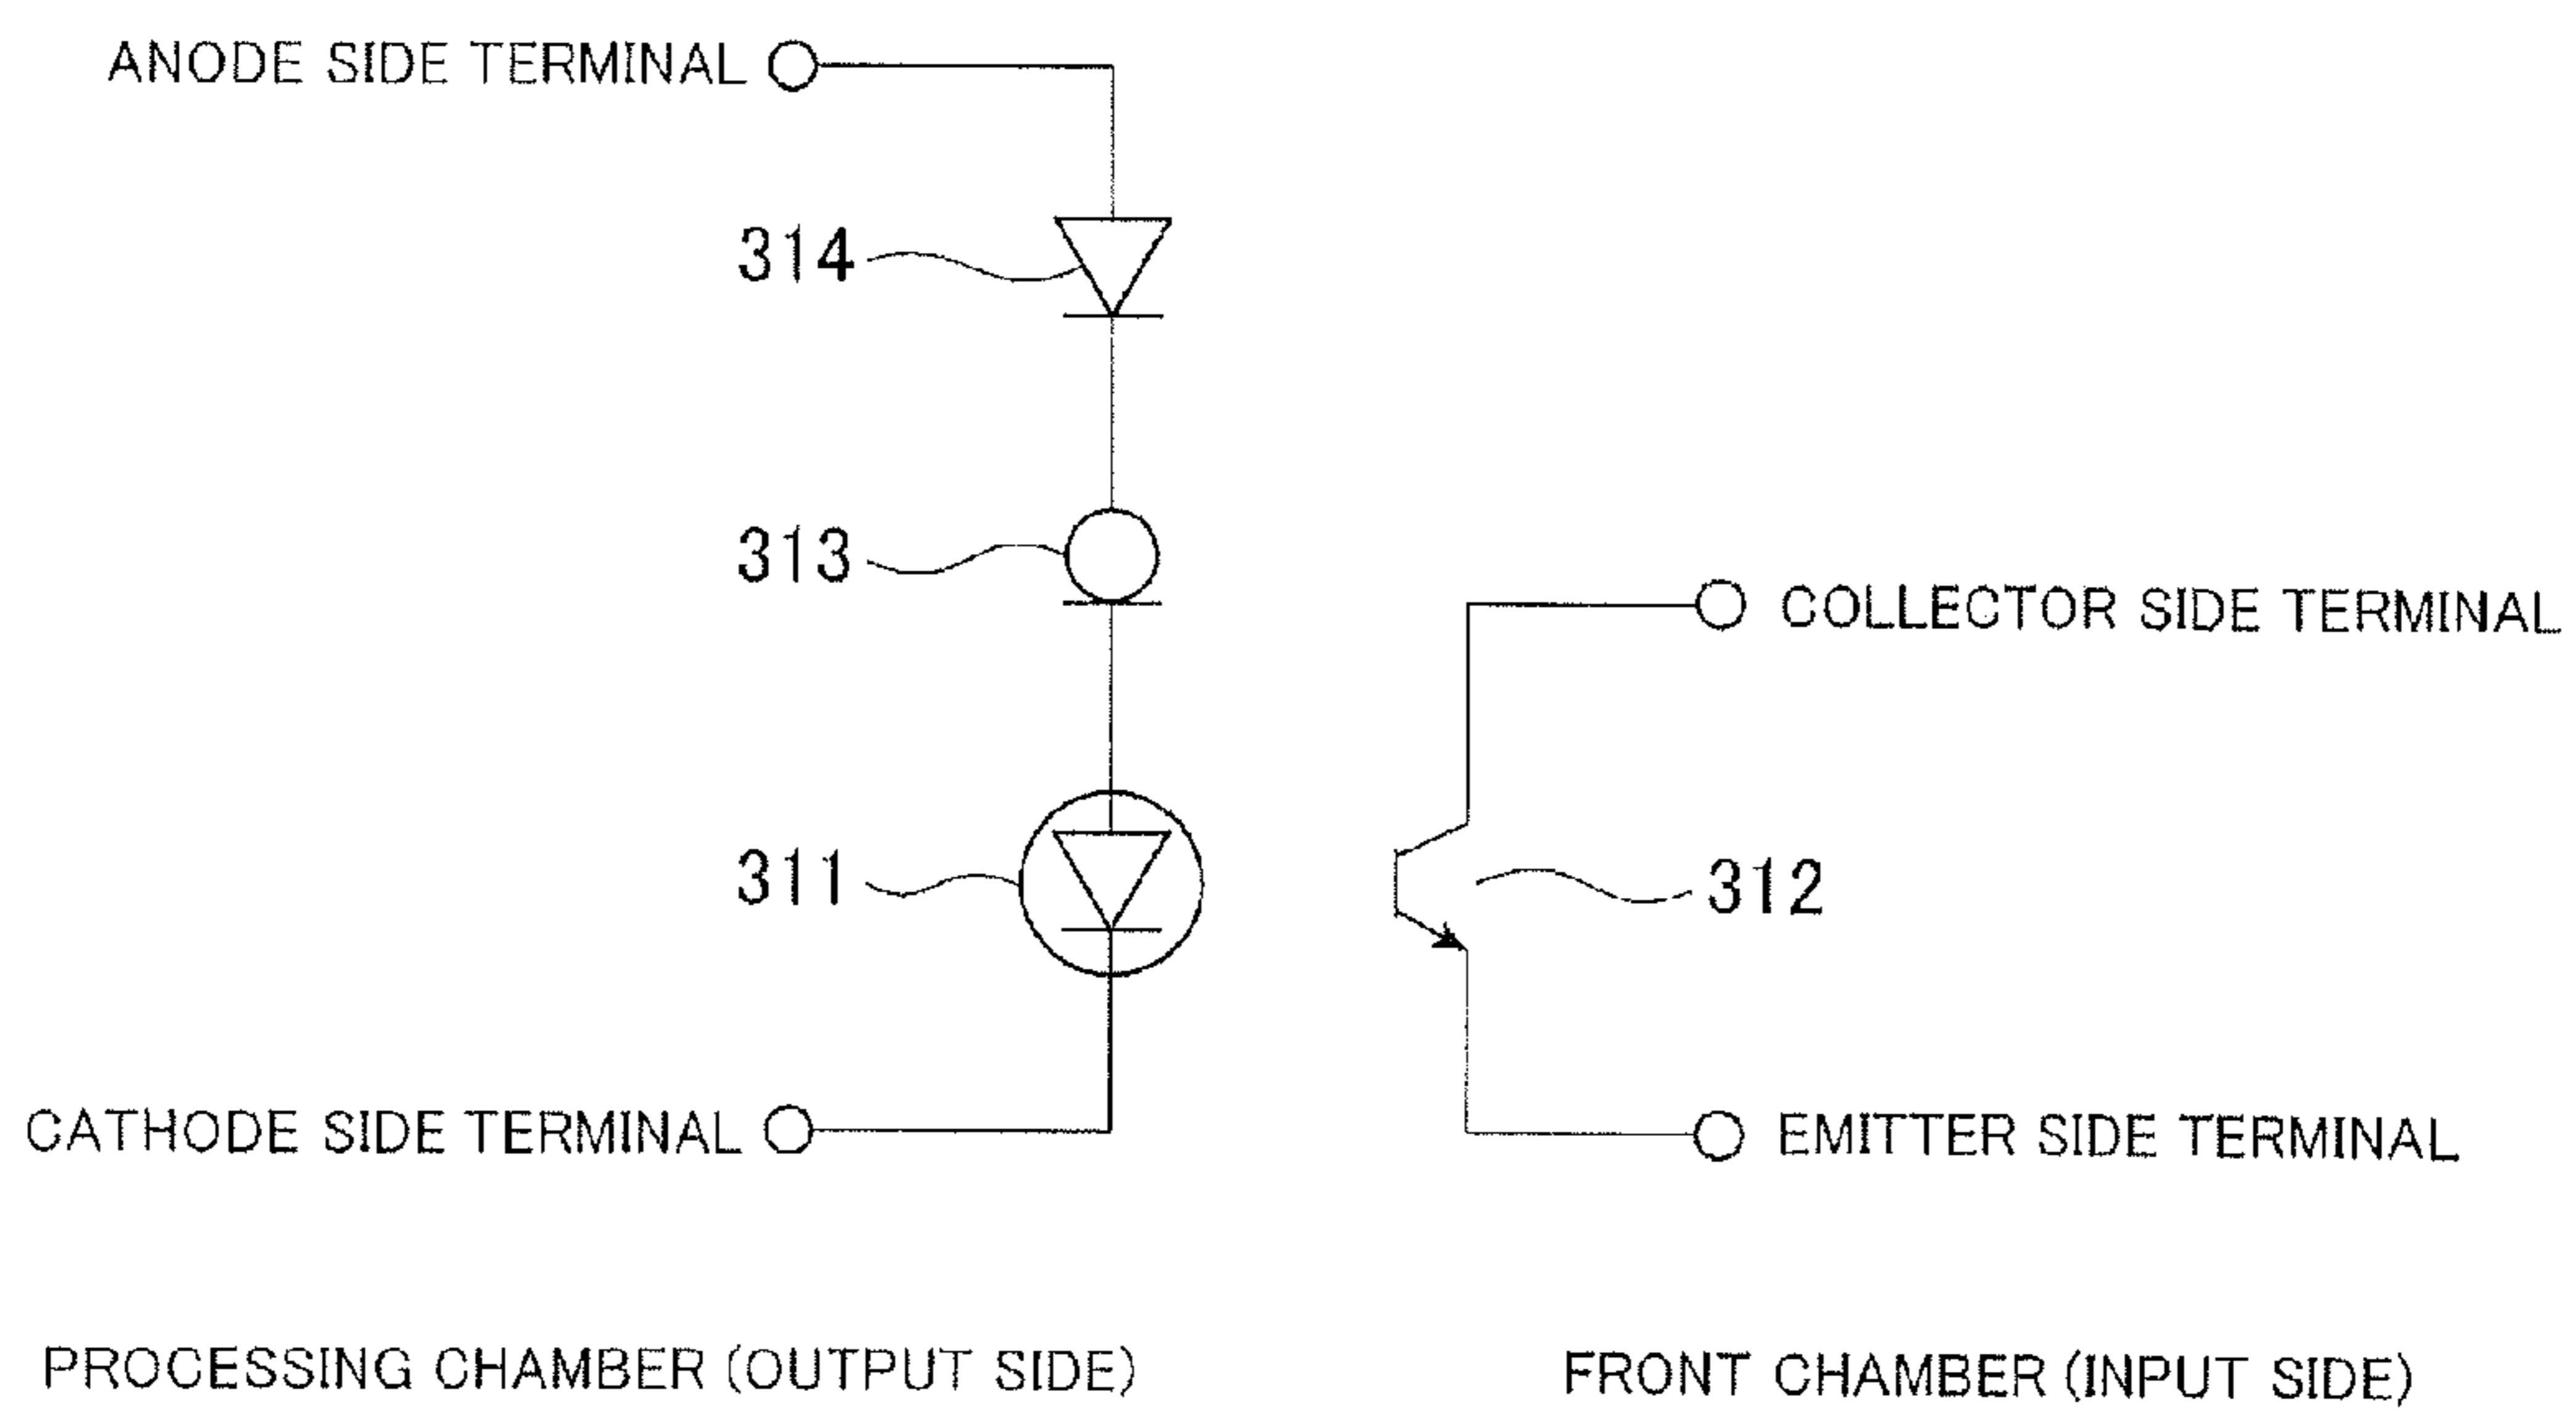 ANODE SIDE TERMINAL
314
313
COLLECTOR SIDE TERMINAL
311
312
CATHODE SIDE TERMINAL
EMITTER SIDE TERMINAL
PROCESSING CHAMBER (OUTPUT SIDE)
FRONT CHAMBER (INPUT SIDE)